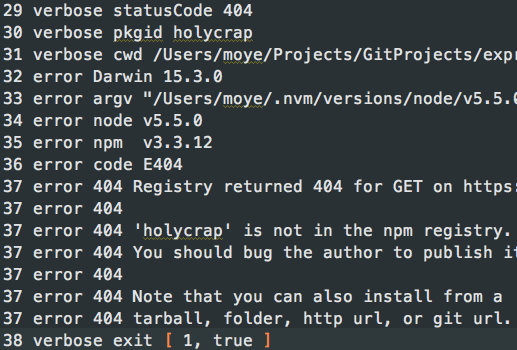 29 verbose statusCode 404
30 verbose pkgid holycrap
31 verbose cwd /Users/moye/Projects/GitProjects/expr
32 error Darwin 15.3.0
33 error argv "/Users/moye/.nvm/versions/node/v5.5.0
34 error node v5.5.0
35 error npm  v3.3.12
36 error code E404
37 error 404 Registry returned 404 for GET on https:
37 error 404
37 error 404 'holycrap' is not in the npm registry.
37 error 404 You should bug the author to publish it
37 error 404
37 error 404 Note that you can also install from a
37 error 404 tarball, folder, http url, or git url.
38 verbose exit [ 1, true ]